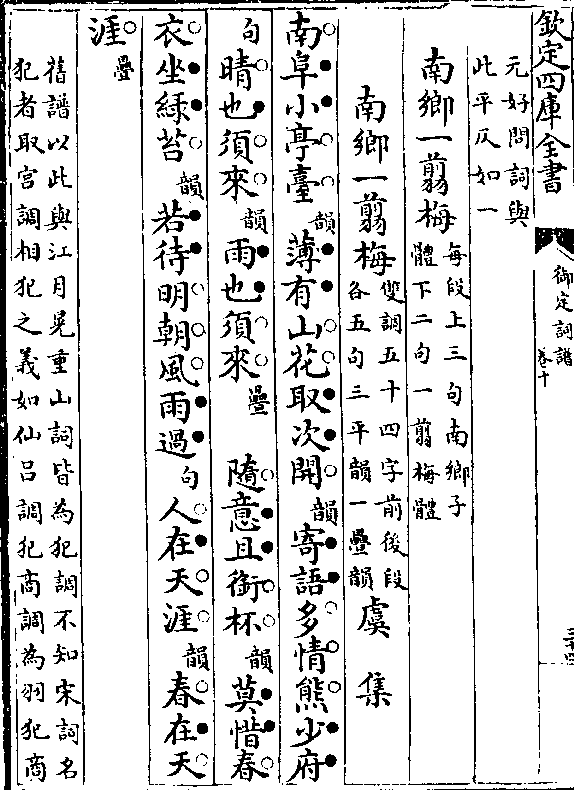 欽定四庫全書
御定詞譜
卷十
元好問詞與
此平仄如一
南鄉一翦梅
每段上三句南鄉子
體下二句一翦梅體
南鄉一翦梅
雙調五十四字前後段
各五句三平韻一疊韻
虞集
南阜小亭臺韻薄有山花取次開韻寄語多情熊少府
句晴也須來韻雨也須來疊 隨意且銜杯韻莫惜春
衣坐綠苔韻若待明朝風雨過句人在天涯韻春在天
涯疊
舊譜以此與江月晃重山詞皆為犯調不知宋詞名
犯者取宮調相犯之義如仙呂調犯商調為羽犯商